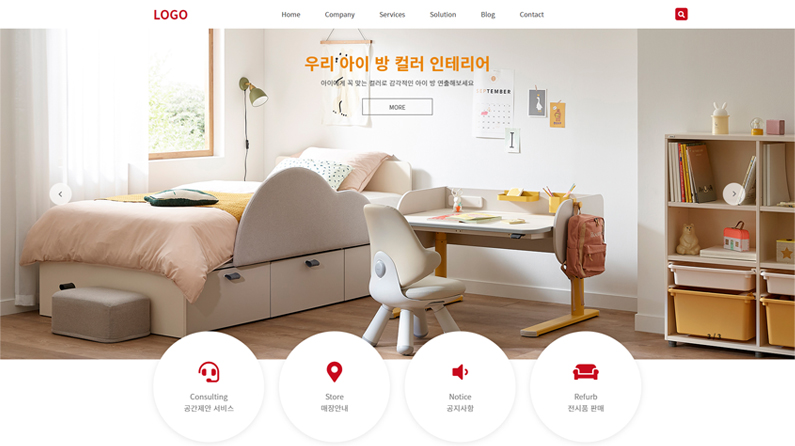 LOGO
Home
Company
Services
Solution
Blog
Contact
우리 아이 방 컬러 인테리어
아이에게 꼭 맞는 컬러로 감각적인 아이 방 연출해보세요
SEPTEMBER
MORE
Consulting
공간제안 서비스
Store
매장안내
Notice
공지사항
Refurb
전시품 판매